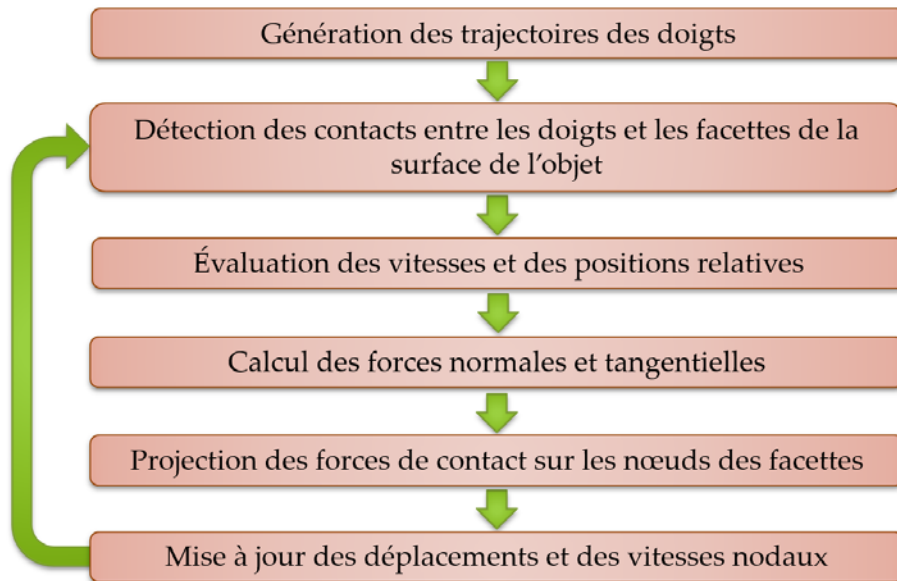 Génération des trajectoires des doigts
Détection des contacts entre les doigts et les facettes de la
surface de l’objet
Évaluation des vitesses et des positions relatives
Calcul des forces normales et tangentielles
Projection des forces de contact sur les nœuds des facettes
Mise à jour des déplacements et des vitesses nodaux